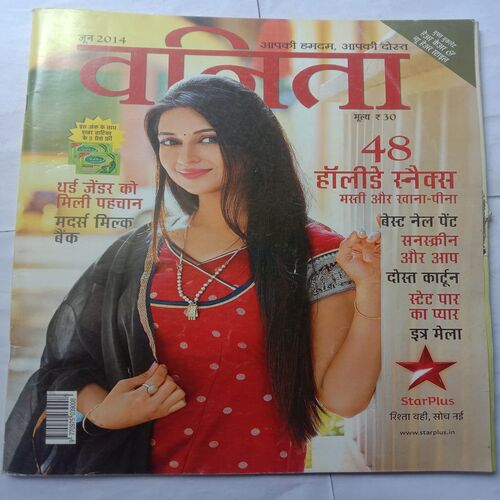 जून 2014
आपकी हमदम, आपकी दोस्त
वनिता
मूल्य ₹ 30
इस अंक के साथ
48
हॉलीडे स्नैक्स
मस्ती और खाना-पीना
थर्ड जेंडर को
मिली पहचान
मदर्स मिल्क
बैंक
बेस्ट नेल पेंट
सनस्क्रीन
और आप
दोस्त कार्टून
स्टेट पार
का प्यार
इत्र मेला
StarPlus
रिश्ता वही, सोच नई
www.starplus.in